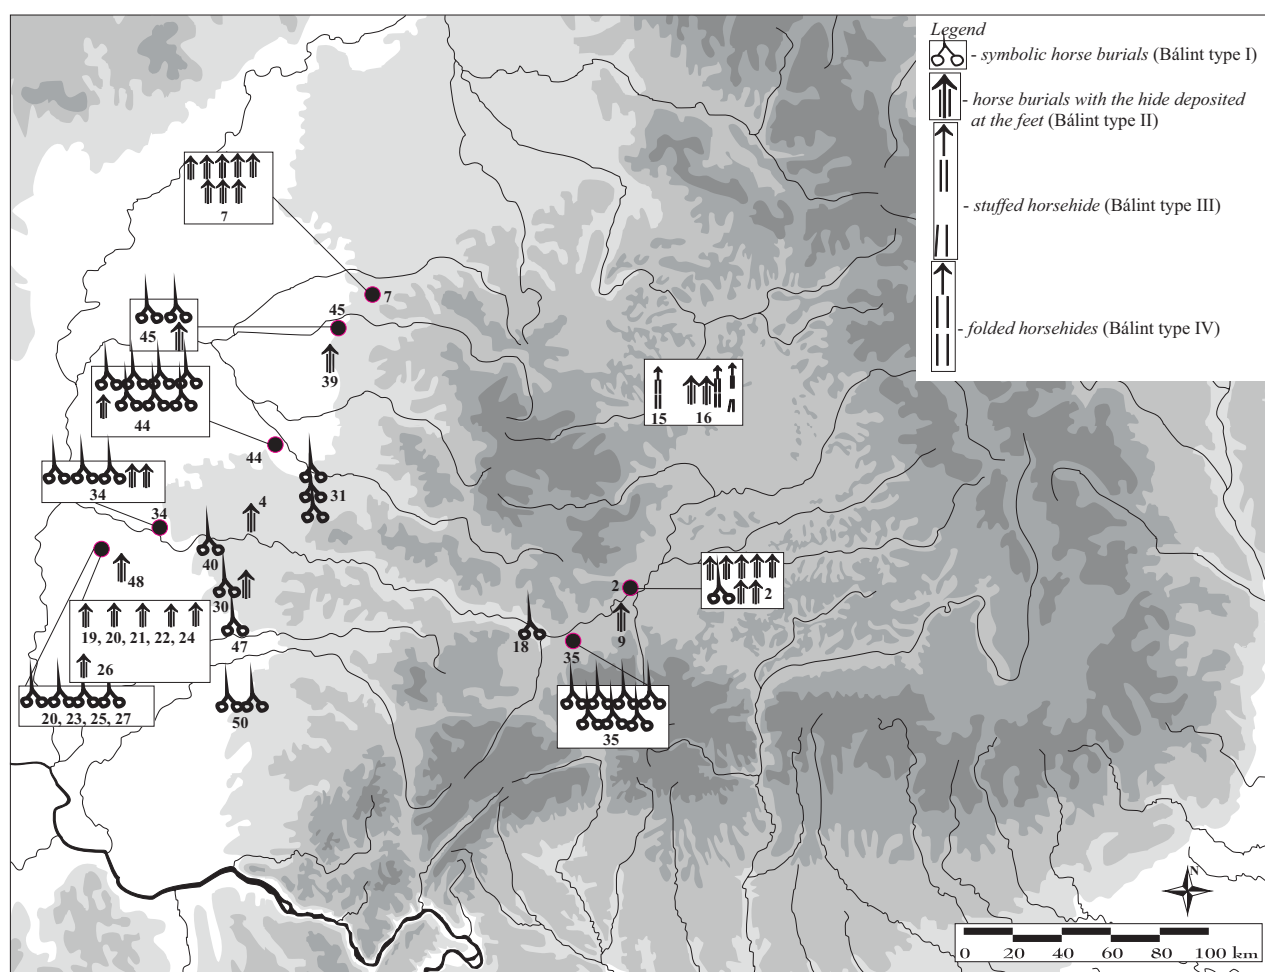 Legend
- symbolic horse burials (Bálint type I)
- horse burials with the hide deposited
at the feet (Bálint type II)
- stuffed horsehide (Bálint type III)
- folded horsehides (Bálint type IV)
7
7
45
45
39
44
44
15
16
31
34
34
4
40
48
30
2
2
9
18
47
35
19, 20, 21, 22, 24
26
20, 23, 25, 27
50
35
N
0 20 40 60 80 100 km